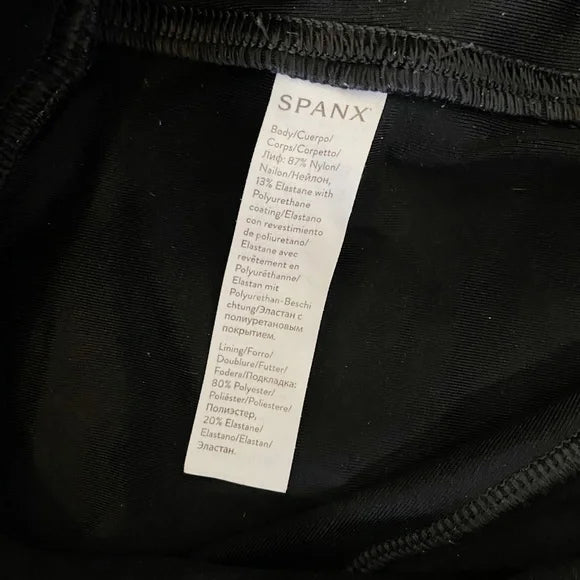 SPANX
Body/Cuerpo/
Corps/Corpetto/
Лиф: 87% Nylon/
Nailon/Нейлон,
13% Elastane with
Polyurethane
coating/Elastano
con revestimiento
de poliuretano/
Elastane avec
revêtement en
Polyuréthanne/
Elastan mit
Polyurethan-Beschi
chtung/Эластан с
полиуретановым
покрытием.
Lining/Forro/
Doublure/Futter/
Fodera/Подкладка:
80% Polyester/
Poliéster/Poliestere/
Полиэстер,
20% Elastane/
Elastano/Elastan/
Эластан.